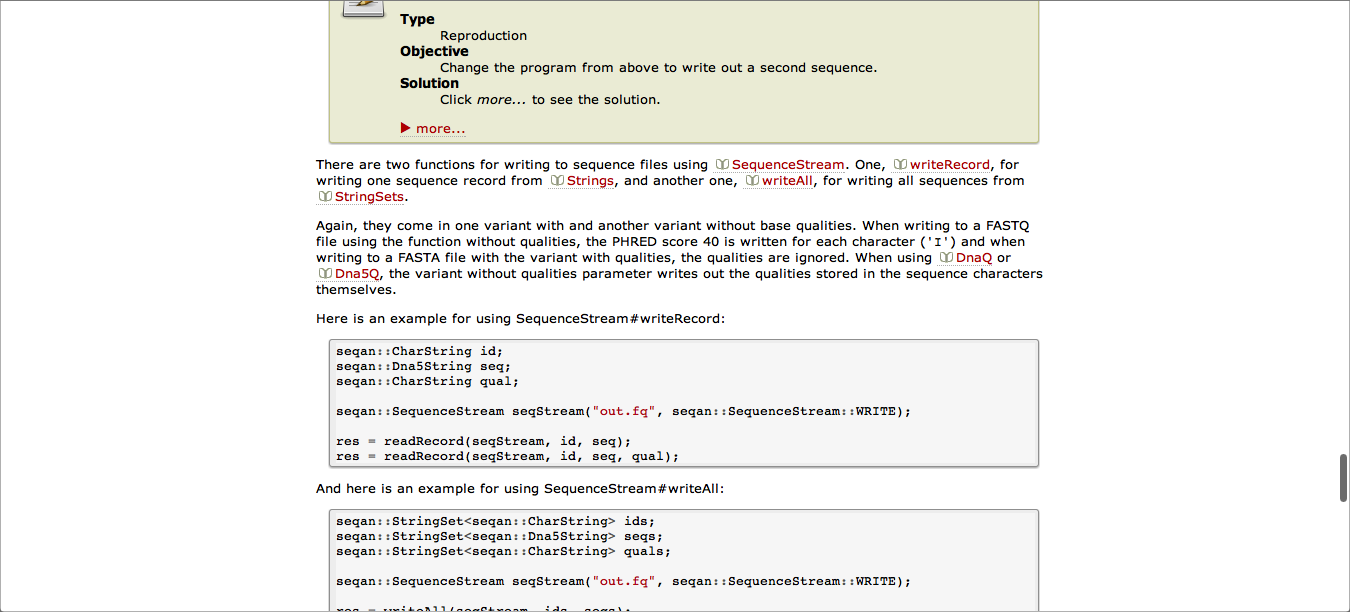 Type
Reproduction
Objective
Change the program from above to write out a second sequence.
Solution
Click more... to see the solution.
more...
There are two functions for writing to sequence files using SequenceStream. One, writeRecord, for
writing one sequence record from Strings, and another one, writeAll, for writing all sequences from
StringSets.
Again, they come in one variant with and another variant without base qualities. When writing to a FASTQ
file using the function without qualities, the PHRED score 40 is written for each character ('I') and when
writing to a FASTA file with the variant with qualities, the qualities are ignored. When using DnaQ or
Dna5Q, the variant without qualities parameter writes out the qualities stored in the sequence characters
themselves.
Here is an example for using SequenceStream#writeRecord:
seqan::CharString id;
seqan::Dna5String seq;
seqan::CharString qual;
seqan::SequenceStream seqStream("out.fq", seqan::SequenceStream::WRITE);
res = readRecord(seqStream, id, seq);
res = readRecord(seqStream, id, seq, qual);
And here is an example for using SequenceStream#writeAll:
seqan::StringSet<seqan::CharString> ids;
seqan::StringSet<seqan::Dna5String> seqs;
seqan::StringSet<seqan::CharString> quals;
seqan::SequenceStream seqStream("out.fq", seqan::SequenceStream::WRITE);
res = writeAll(seqStream, ids, seqs);